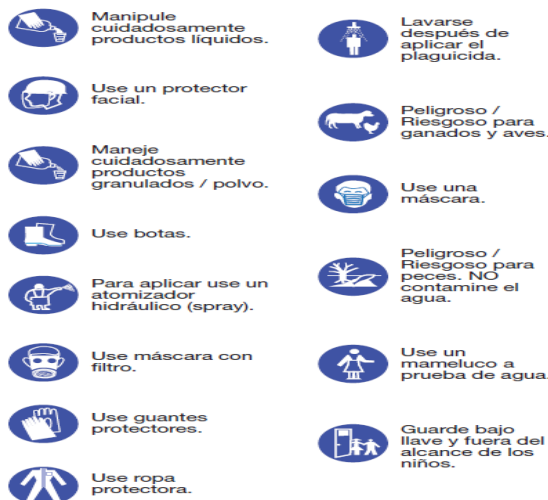 Manipule
cuidadosamente
productos líquidos.
Use un protector
facial.
Maneje
cuidadosamente
productos
granulados / polvo.
Use botas.
Para aplicar use un
atomizador
hidráulico (spray).
Use máscara con
filtro.
Use guantes
protectores.
Use ropa
protectora.
Lavarse
después de
aplicar el
plaguicida.
Peligroso /
Riesgoso para
ganados y aves.
Use una
máscara.
Peligroso /
Riesgoso para
peces. NO
contamine el
agua.
Use un
mameluco a
prueba de agua.
Guarde bajo
llave y fuera del
alcance de los
niños.